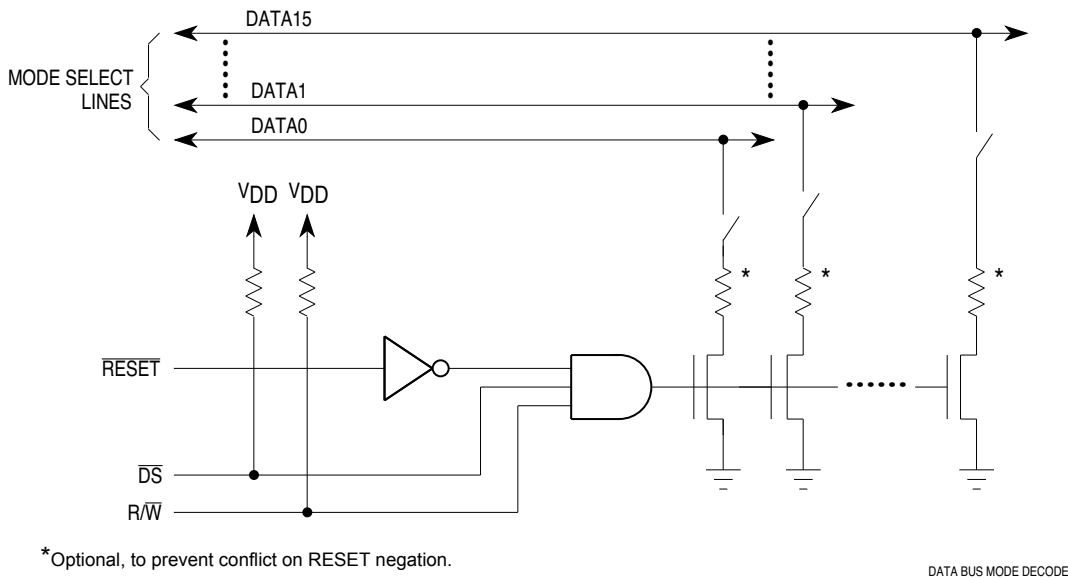 DATA15
MODE SELECT
LINES
DATA1
DATA0
VDD VDD
* * *
RESET
DS
R/W
*Optional, to prevent conflict on RESET negation.
DATA BUS MODE DECODE